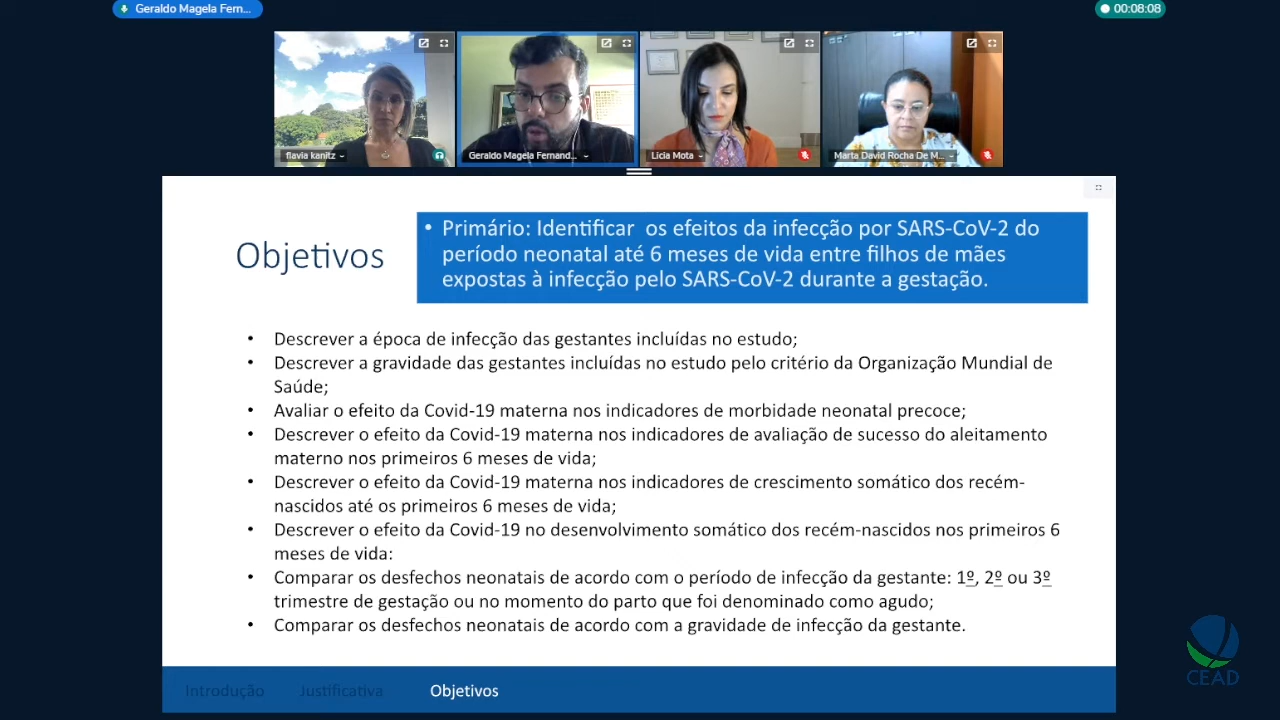 Geraldo Magela Fern...
00:08:08
flavia kanitz
Geraldo Magela Fernand...
Licia Mota
Marta David Rocha De M...
Objetivos
• Primário: Identificar os efeitos da infecção por SARS-CoV-2 do
período neonatal até 6 meses de vida entre filhos de mães
expostas à infecção pelo SARS-CoV-2 durante a gestação.
• Descrever a época de infecção das gestantes incluídas no estudo;
• Descrever a gravidade das gestantes incluídas no estudo pelo critério da Organização Mundial de
Saúde;
• Avaliar o efeito da Covid-19 materna nos indicadores de morbidade neonatal precoce;
• Descrever o efeito da Covid-19 materna nos indicadores de avaliação de sucesso do aleitamento
materno nos primeiros 6 meses de vida;
• Descrever o efeito da Covid-19 materna nos indicadores de crescimento somático dos recém-
nascidos até os primeiros 6 meses de vida;
• Descrever o efeito da Covid-19 no desenvolvimento somático dos recém-nascidos nos primeiros 6
meses de vida:
• Comparar os desfechos neonatais de acordo com o período de infecção da gestante: 1º, 2º ou 3º
trimestre de gestação ou no momento do parto que foi denominado como agudo;
• Comparar os desfechos neonatais de acordo com a gravidade de infecção da gestante.
Introdução Justificativa Objetivos
CEAD